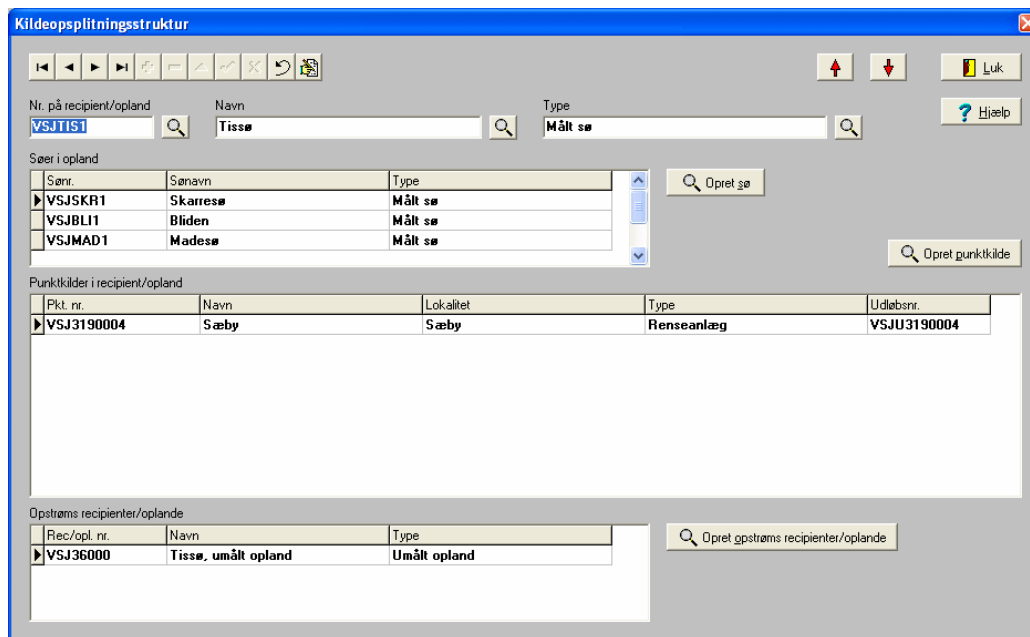 Kildeopsplitningsstruktur
Luk
Nr. på recipient/opland Navn Type
Hjælp
VSJTIS1 Tissø Målt sø
Søer i opland
Sønr. Sønavn Type
Opret sø
VSJSKR1 Skarresø Målt sø
VSJBLI1 Bliden Målt sø
VSJMAD1 Madesø Målt sø
Opret punktkilde
Punktkilder i recipient/opland
Pkt. nr. Navn Lokalitet Type Udløbsnr.
VSJ3190004 Sæby Sæby Renseanlæg VSJU3190004
Opstrøms recipienter/oplande
Rec/opl. nr. Navn Type
Opret opstrøms recipienter/oplande
VSJ36000 Tissø, umålt opland Umålt opland